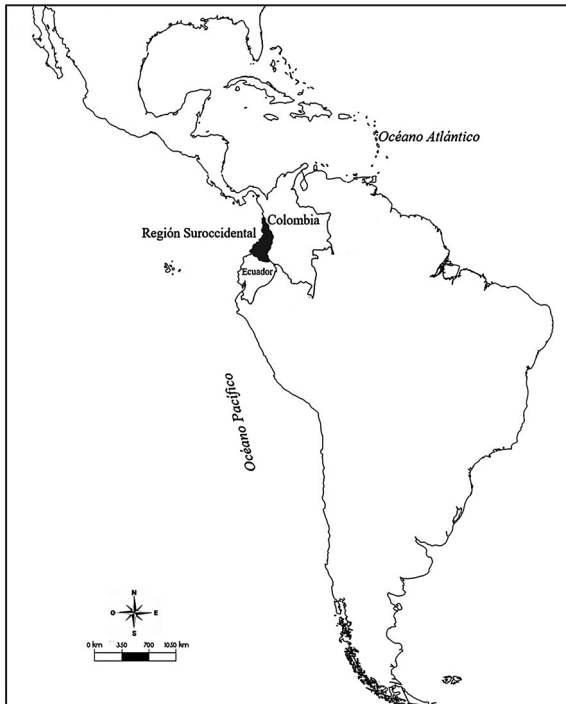 Océano Atlántico
Colombia
Región Suroccidental
Ecuador
Océano Pacífico
N
O E
S
0 km 350 700 1050 km